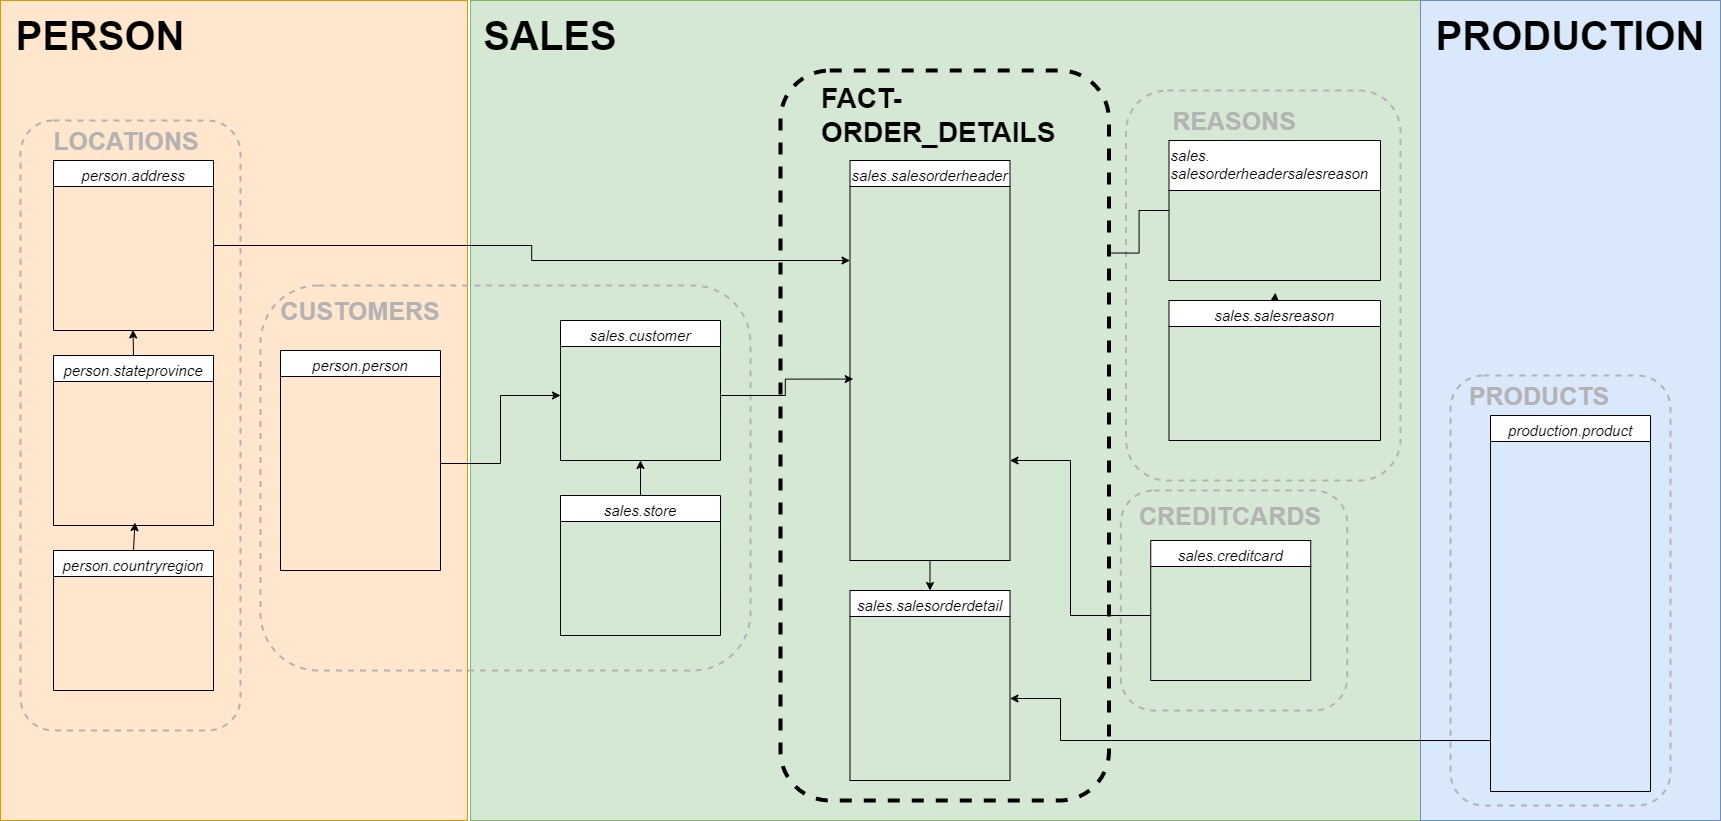 PERSON
SALES
PRODUCTION
LOCATIONS
person.address
person.stateprovince
person.countryregion
CUSTOMERS
person.person
sales.customer
sales.store
FACT-
ORDER_DETAILS
sales.salesorderheader
sales.salesorderdetail
REASONS
sales.
salesorderheadersalesreason
sales.salesreason
CREDITCARDS
sales.creditcard
PRODUCTS
production.product